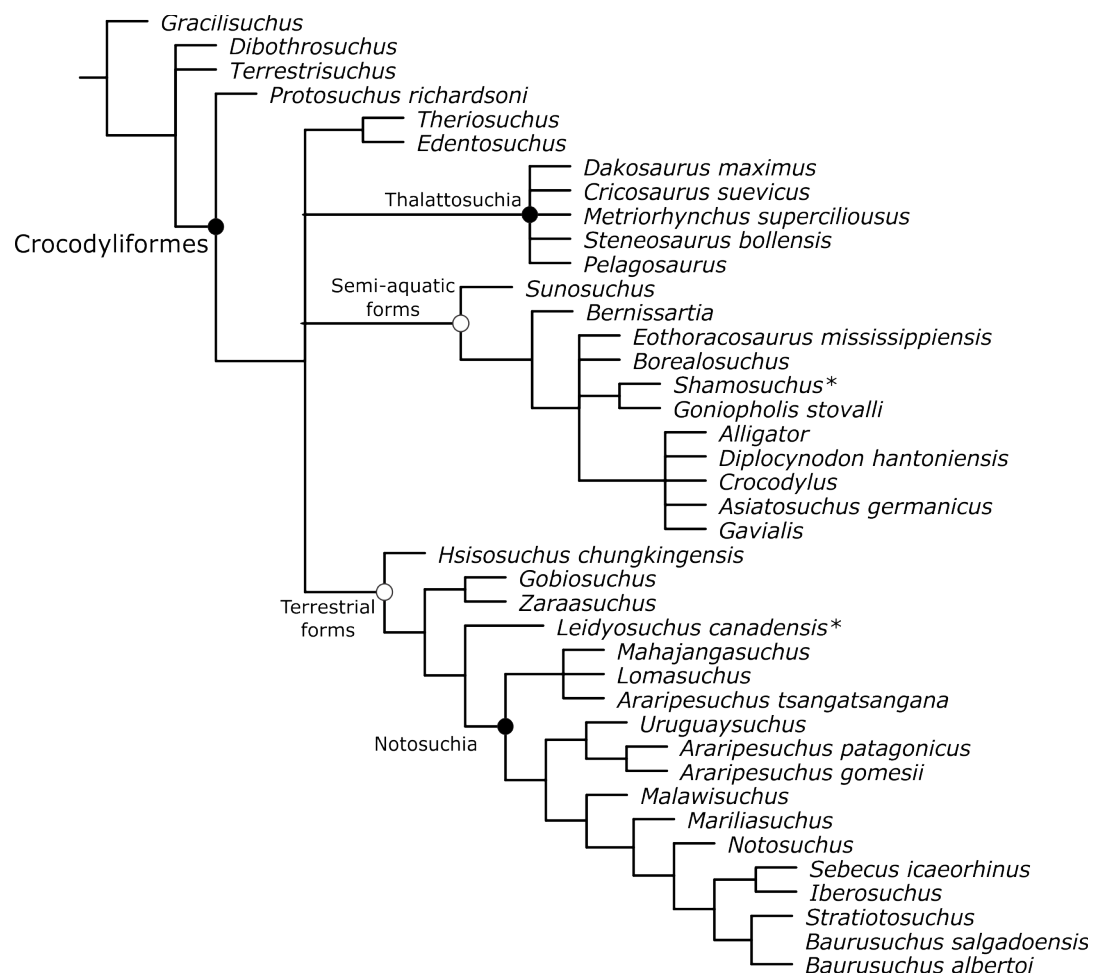 Gracilisuchus
Dibothrosuchus
Terrestrisuchus
Protosuchus richardsoni
Theriosuchus
Edentosuchus
Dakosaurus maximus
Cricosaurus suevicus
Thalattosuchia
Metriorhynchus superciliousus
Steneosaurus bollensis
Crocodyliformes
Pelagosaurus
Semi-aquatic
forms
Sunosuchus
Bernissartia
Eothoracosaurus mississippiensis
Borealosuchus
Shamosuchus*
Goniopholis stovalli
Alligator
Diplocynodon hantoniensis
Crocodylus
Asiatosuchus germanicus
Gavialis
Hsisosuchus chungkingensis
Gobiosuchus
Zaraasuchus
Terrestrial
forms
Leidyosuchus canadensis*
Mahajangasuchus
Lomasuchus
Araripesuchus tsangatsangana
Uruguaysuchus
Notosuchia
Araripesuchus patagonicus
Araripesuchus gomesii
Malawisuchus
Mariliasuchus
Notosuchus
Sebecus icaeorhinus
Iberosuchus
Stratiotosuchus
Baurusuchus salgadoensis
Baurusuchus albertoi